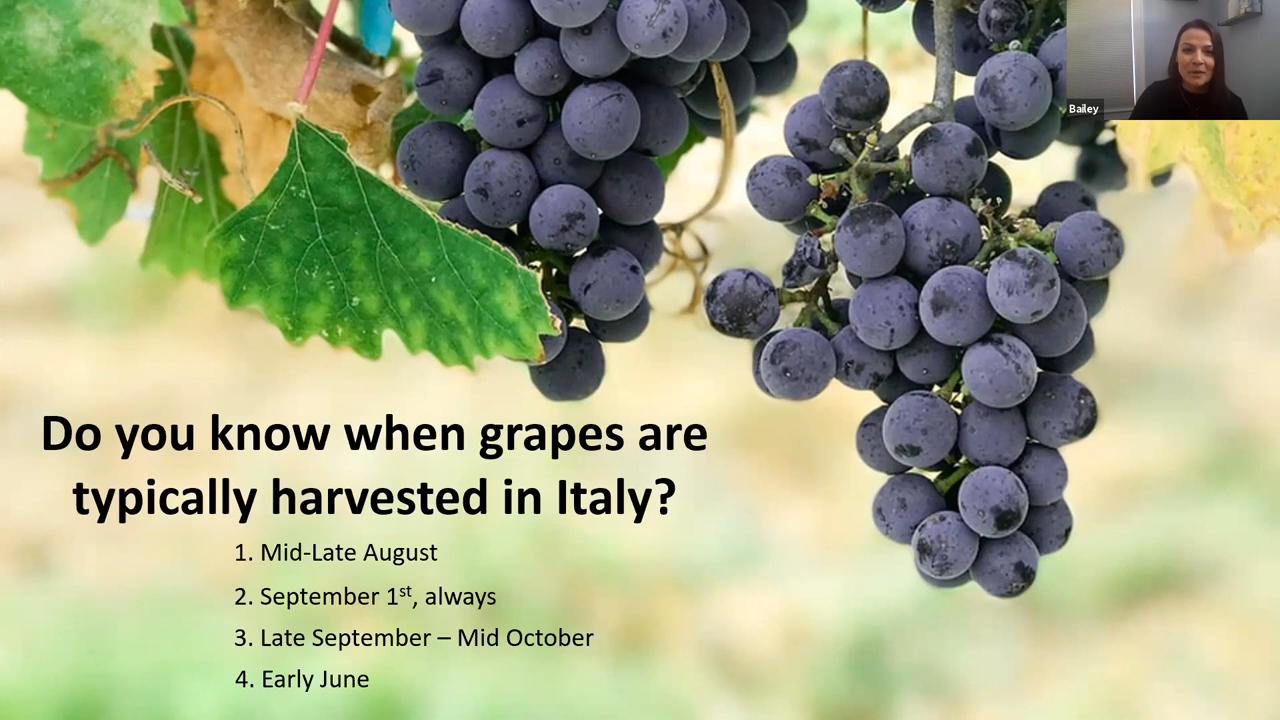 Bailey
Do you know when grapes are
typically harvested in Italy?
1. Mid-Late August
2. September 1st, always
3. Late September – Mid October
4. Early June